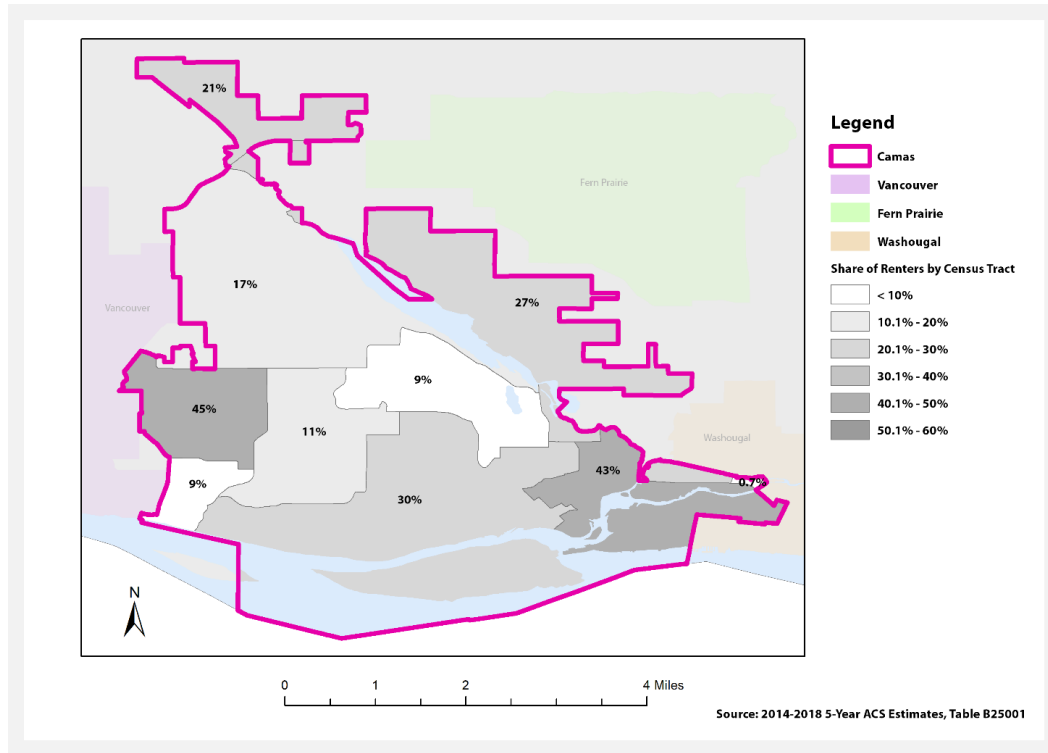 21%
Fern Prairie
17%
27%
Vancouver
9%
45%
11%
Washougal
43%
9%
0.7%
30%
N
0 1 2 4 Miles
Legend
Camas
Vancouver
Fern Prairie
Washougal
Share of Renters by Census Tract
< 10%
10.1% - 20%
20.1% - 30%
30.1% - 40%
40.1% - 50%
50.1% - 60%
Source: 2014-2018 5-Year ACS Estimates, Table B25001